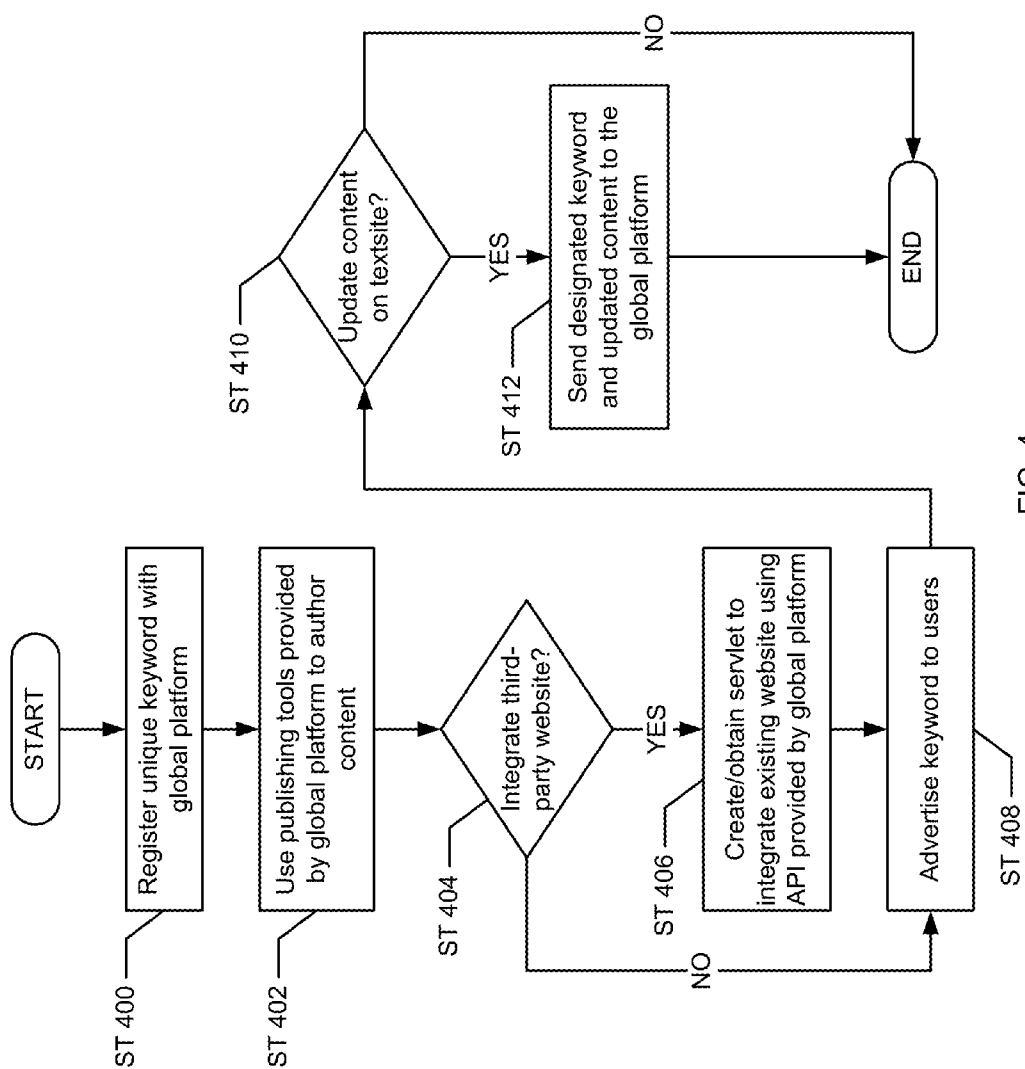 START
ST 400
Register unique keyword with
global platform
ST 402
Use publishing tools provided
by global platform to author
content
ST 404
Integrate third-
party website?
YES
NO
ST 406
Create/obtain servlet to
integrate existing website using
API provided by global platform
Advertise keyword to users
ST 408
ST 410
Update content
on textsite?
YES
NO
ST 412
Send designated keyword
and updated content to the
global platform
END